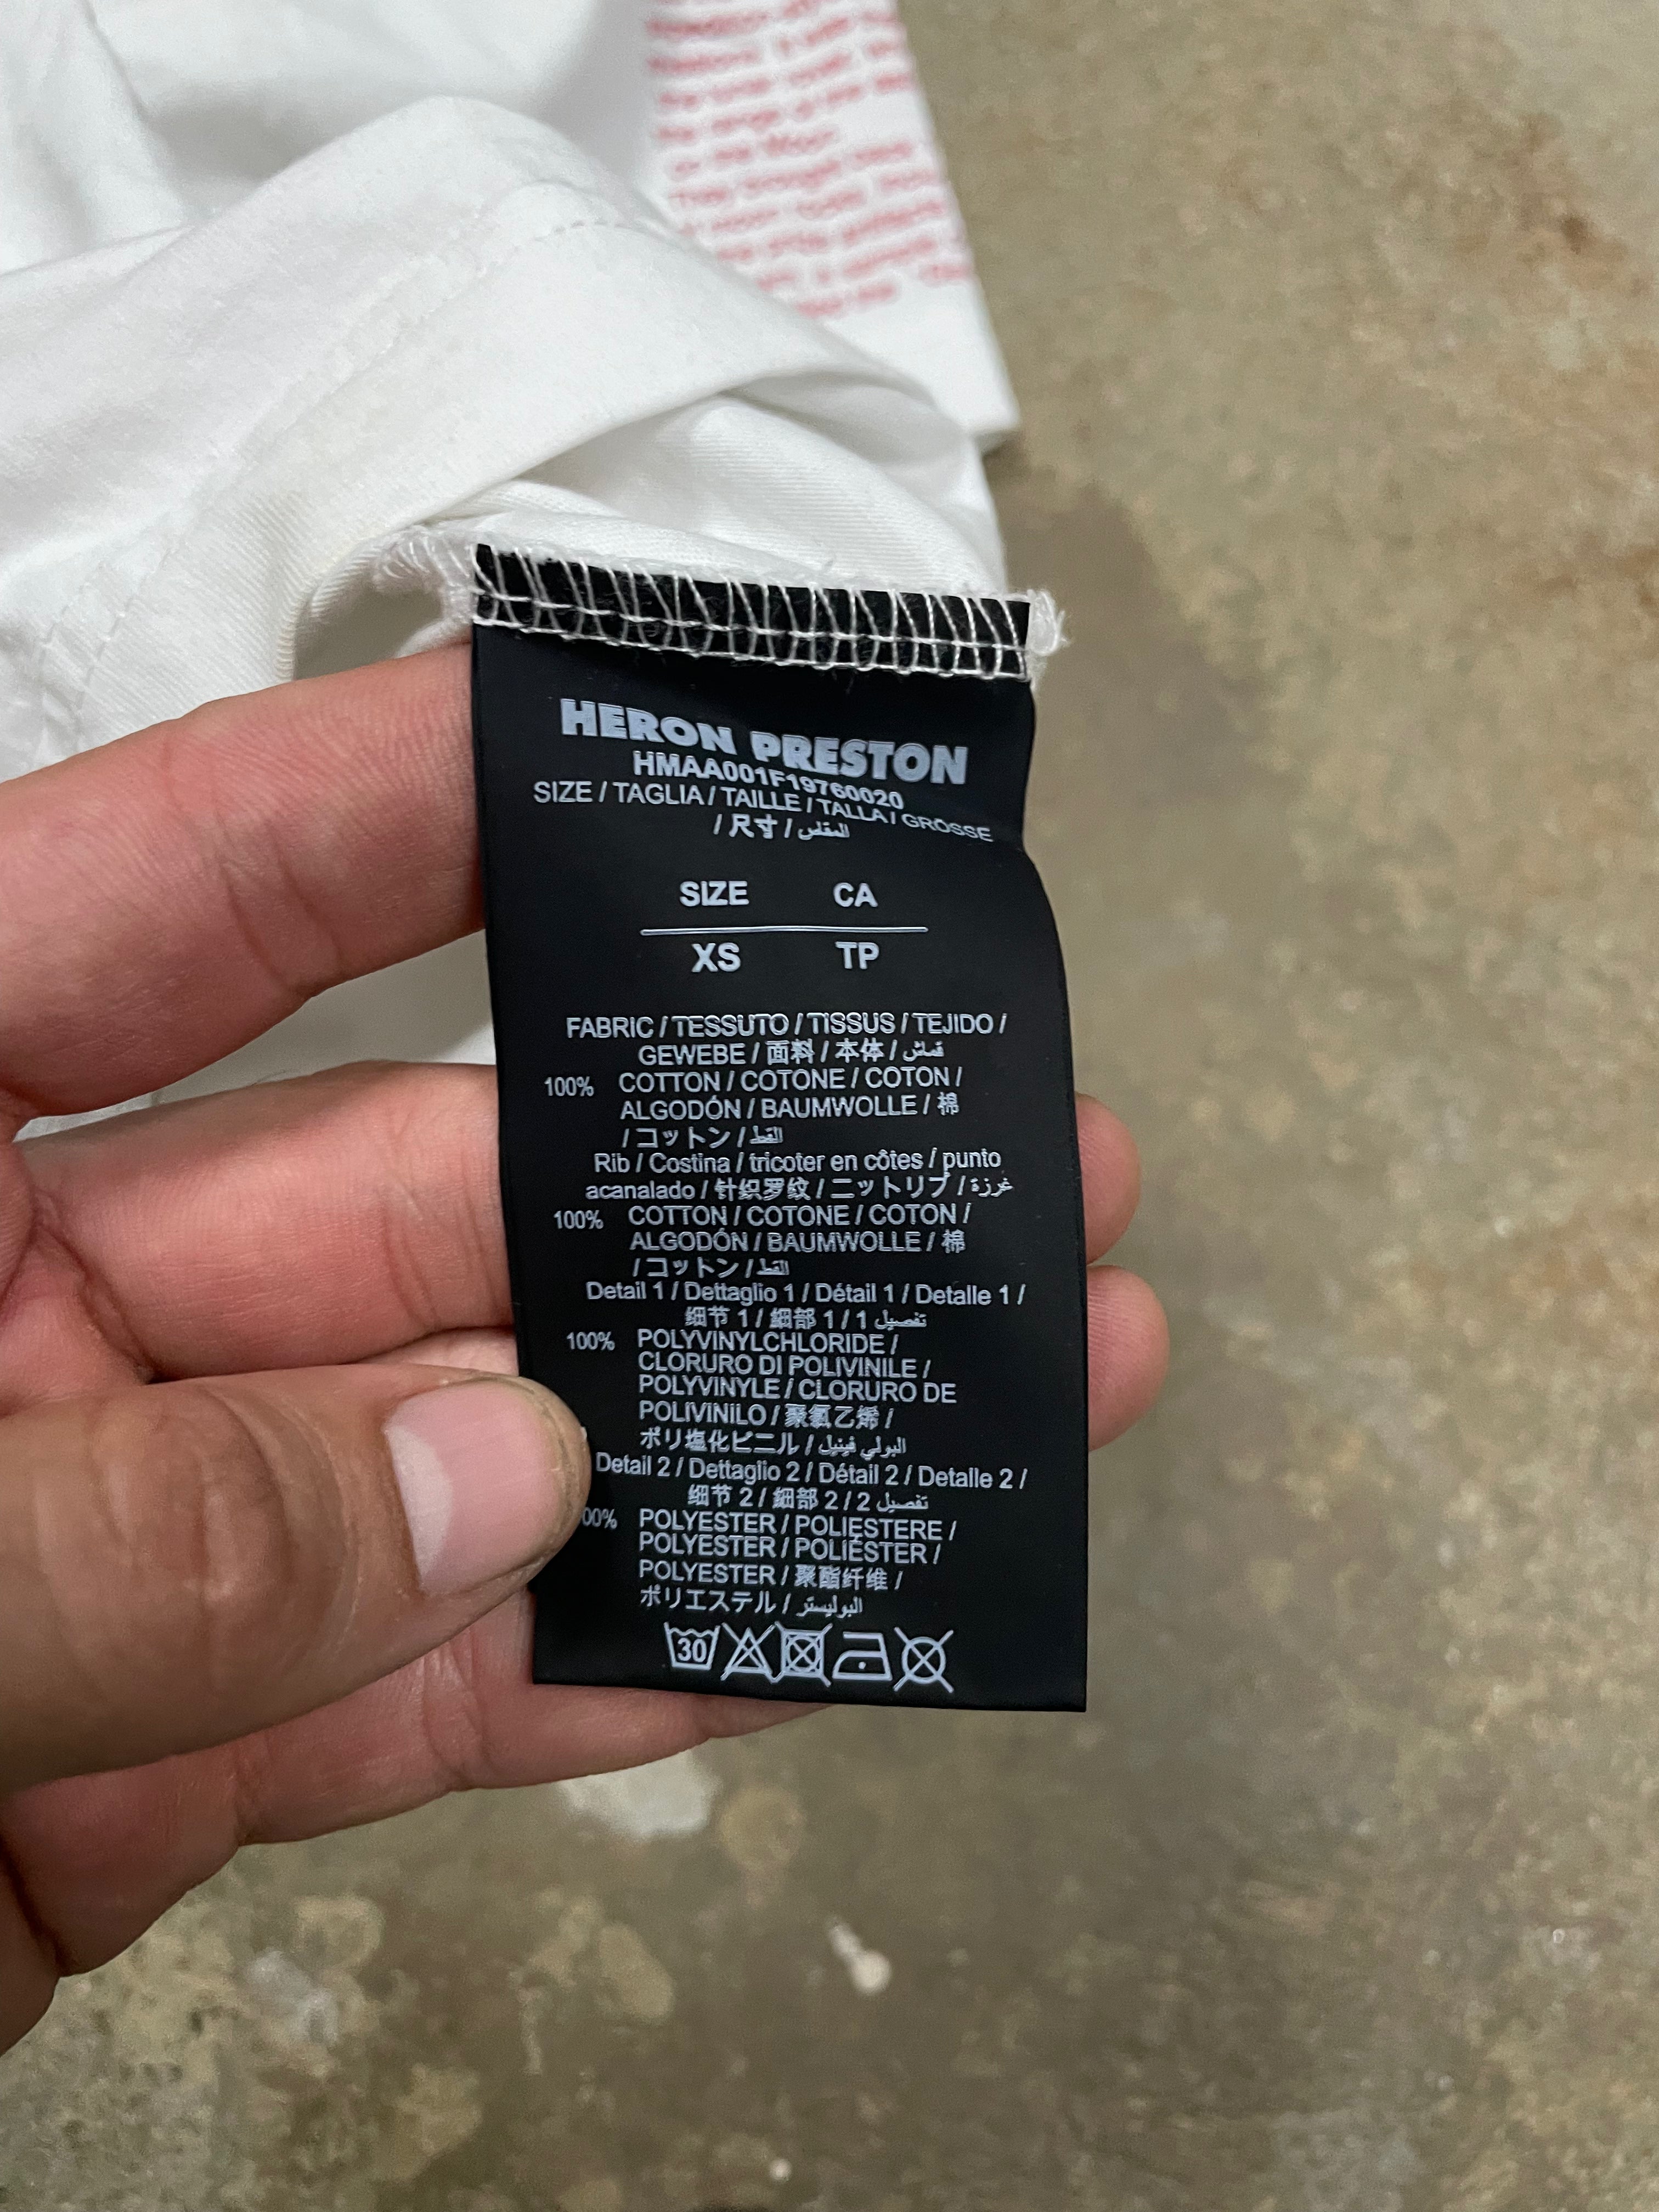 to the Moon.
HERON PRESTON
HMAA001F19760020
SIZE / TAGLIA / TAILLE / TALLA / GRÖSSE
/ 尺寸 / المقاس
SIZE CA
XS TP
FABRIC / TESSUTO / TISSUS / TEJIDO /
GEWEBE / 面料 / 本体 / قماش
100% COTTON / COTONE / COTON /
ALGODÓN / BAUMWOLLE / 棉
/ コットン /
Rib / Costina / tricoter en côtes / punto
acanalado / 针织罗纹 / ニットリブ / غرزة
100% COTTON / COTONE / COTON /
ALGODÓN / BAUMWOLLE / 棉
/ コットン /
Detail 1 / Dettaglio 1 / Détail 1 / Detalle 1 /
细节 1 / 細部 1 / 1 تفصيل
100% POLYVINYLCHLORIDE /
CLORURO DI POLIVINILE /
POLYVINYLE / CLORURO DE
POLIVINILO / 聚氯乙烯 /
ポリ塩化ビニル / البولي فينيل
Detail 2 / Dettaglio 2 / Détail 2 / Detalle 2 /
细节 2 / 細部 2 / 2 تفصيل
00% POLYESTER / POLIESTERE /
POLYESTER / POLIÉSTER /
POLYESTER / 聚酯纤维 /
ポリエステル / البوليستر
30